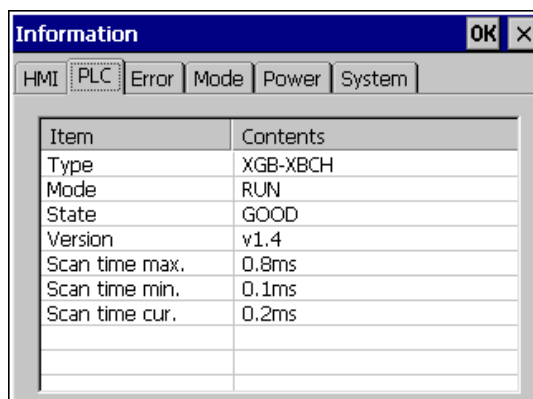 Information OK ×
HMI PLC Error Mode Power System
Item Contents
Type XGB-XBCH
Mode RUN
State GOOD
Version v1.4
Scan time max. 0.8ms
Scan time min. 0.1ms
Scan time cur. 0.2ms